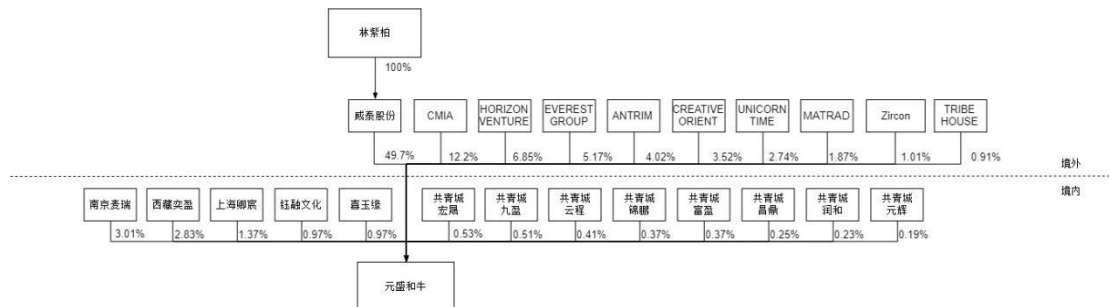 林紫柏
100%
威泰股份
CMIA
HORIZON
VENTURE
EVEREST
GROUP
ANTRIM
CREATIVE
ORIENT
UNICORN
TIME
MATRAD
Zircon
TRIBE
HOUSE
49.7%
12.2%
6.85%
5.17%
4.02%
3.52%
2.74%
1.87%
1.01%
0.91%
境外
境内
南京麦瑞
西藏奕盈
上海卿宸
钰融文化
嘉玉缘
共青城
宏晟
共青城
九盈
共青城
云程
共青城
锦鹏
共青城
富盈
共青城
昌鼎
共青城
润和
共青城
元辉
3.01%
2.83%
1.37%
0.97%
0.97%
0.53%
0.51%
0.41%
0.37%
0.37%
0.25%
0.23%
0.19%
元盛和牛